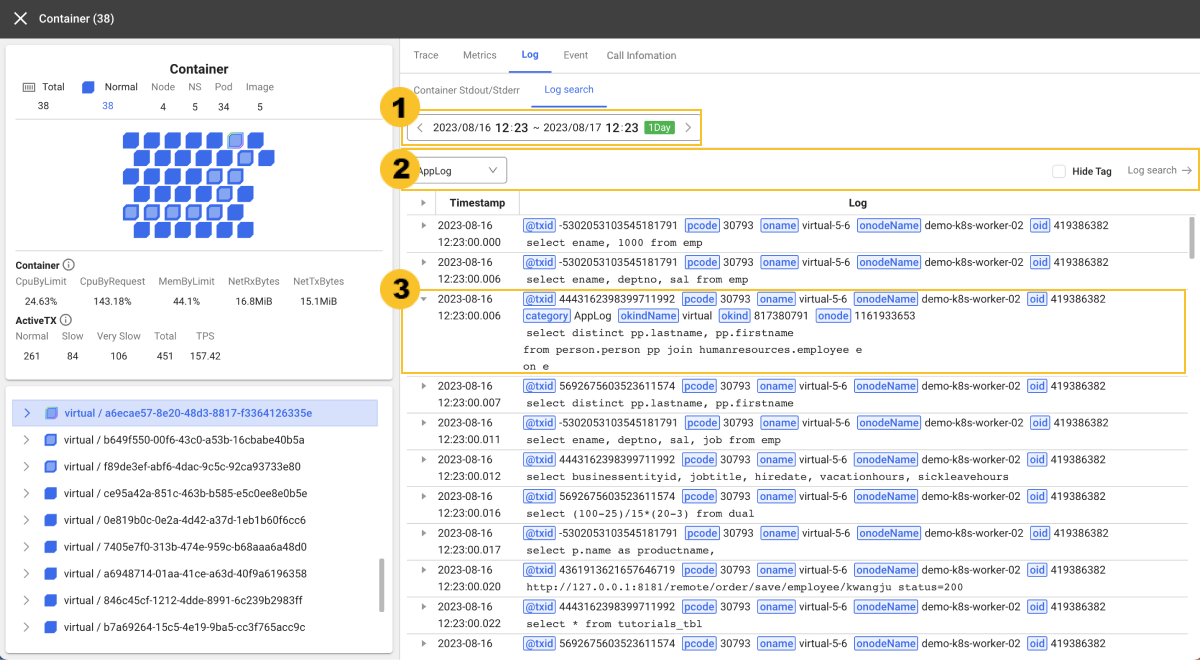 Container (38)
Container
Total Normal Node NS Pod Image
38 38 4 5 34 5
Container
CpuByLimit CpuByRequest MemByLimit NetRxBytes NetTxBytes
24.63% 143.18% 44.1% 16.8MiB 15.1MiB
ActiveTX
Normal Slow Very Slow Total TPS
261 84 106 451 157.42
virtual / a6ecae57-8e20-48d3-8817-f3364126335e
virtual / b649f550-00f6-43c0-a53b-16cbabe40b5a
virtual / f89de3ef-abf6-4dac-9c5c-92ca93733e80
virtual / ce95a42a-851c-463b-b585-e5c0ee8e0b5e
virtual / 0e819b0c-0e2a-4d42-a37d-1eb1b60f6cc6
virtual / 7405e7f0-313b-474e-959c-b68aaa6a48d0
virtual / a6948714-01aa-41ce-a63d-40f9a6196358
virtual / 846c45cf-1212-4dde-8991-6c239b2983ff
virtual / b7a69264-15c5-4e19-9ba5-cc3f765acc9c
Trace Metrics Log Event Call Infomation
Container Stdout/Stderr Log search
1
2023/08/16 12:23 ~ 2023/08/17 12:23 1Day
2
AppLog Hide Tag Log search
Timestamp Log
2023-08-16 @txid -5302053103545181791 pcode 30793 oname virtual-5-6 onodeName demo-k8s-worker-02 oid 419386382
12:23:00.000 select ename, 1000 from emp
2023-08-16 @txid -5302053103545181791 pcode 30793 oname virtual-5-6 onodeName demo-k8s-worker-02 oid 419386382
12:23:00.006 select ename, deptno, sal from emp
3
2023-08-16 @txid 4443162398399711992 pcode 30793 oname virtual-5-6 onodeName demo-k8s-worker-02 oid 419386382
12:23:00.006 category AppLog okindName virtual okind 817380791 onode 1161933653
select distinct pp.lastname, pp.firstname
from person.person pp join humanresources.employee e
on e
2023-08-16 @txid 5692675603523611574 pcode 30793 oname virtual-5-6 onodeName demo-k8s-worker-02 oid 419386382
12:23:00.007 select distinct pp.lastname, pp.firstname
2023-08-16 @txid -5302053103545181791 pcode 30793 oname virtual-5-6 onodeName demo-k8s-worker-02 oid 419386382
12:23:00.011 select ename, deptno, sal, job from emp
2023-08-16 @txid 4443162398399711992 pcode 30793 oname virtual-5-6 onodeName demo-k8s-worker-02 oid 419386382
12:23:00.012 select businessentityid, jobtitle, hiredate, vacationhours, sickleavehours
2023-08-16 @txid 5692675603523611574 pcode 30793 oname virtual-5-6 onodeName demo-k8s-worker-02 oid 419386382
12:23:00.016 select (100-25)/15*(20-3) from dual
2023-08-16 @txid -5302053103545181791 pcode 30793 oname virtual-5-6 onodeName demo-k8s-worker-02 oid 419386382
12:23:00.017 select p.name as productname,
2023-08-16 @txid 4361913621657646719 pcode 30793 oname virtual-5-6 onodeName demo-k8s-worker-02 oid 419386382
12:23:00.020 http://127.0.0.1:8181/remote/order/save/employee/kwangju status=200
2023-08-16 @txid 4443162398399711992 pcode 30793 oname virtual-5-6 onodeName demo-k8s-worker-02 oid 419386382
12:23:00.022 select * from tutorials_tbl
2023-08-16 @txid 5692675603523611574 pcode 30793 oname virtual-5-6 onodeName demo-k8s-worker-02 oid 419386382